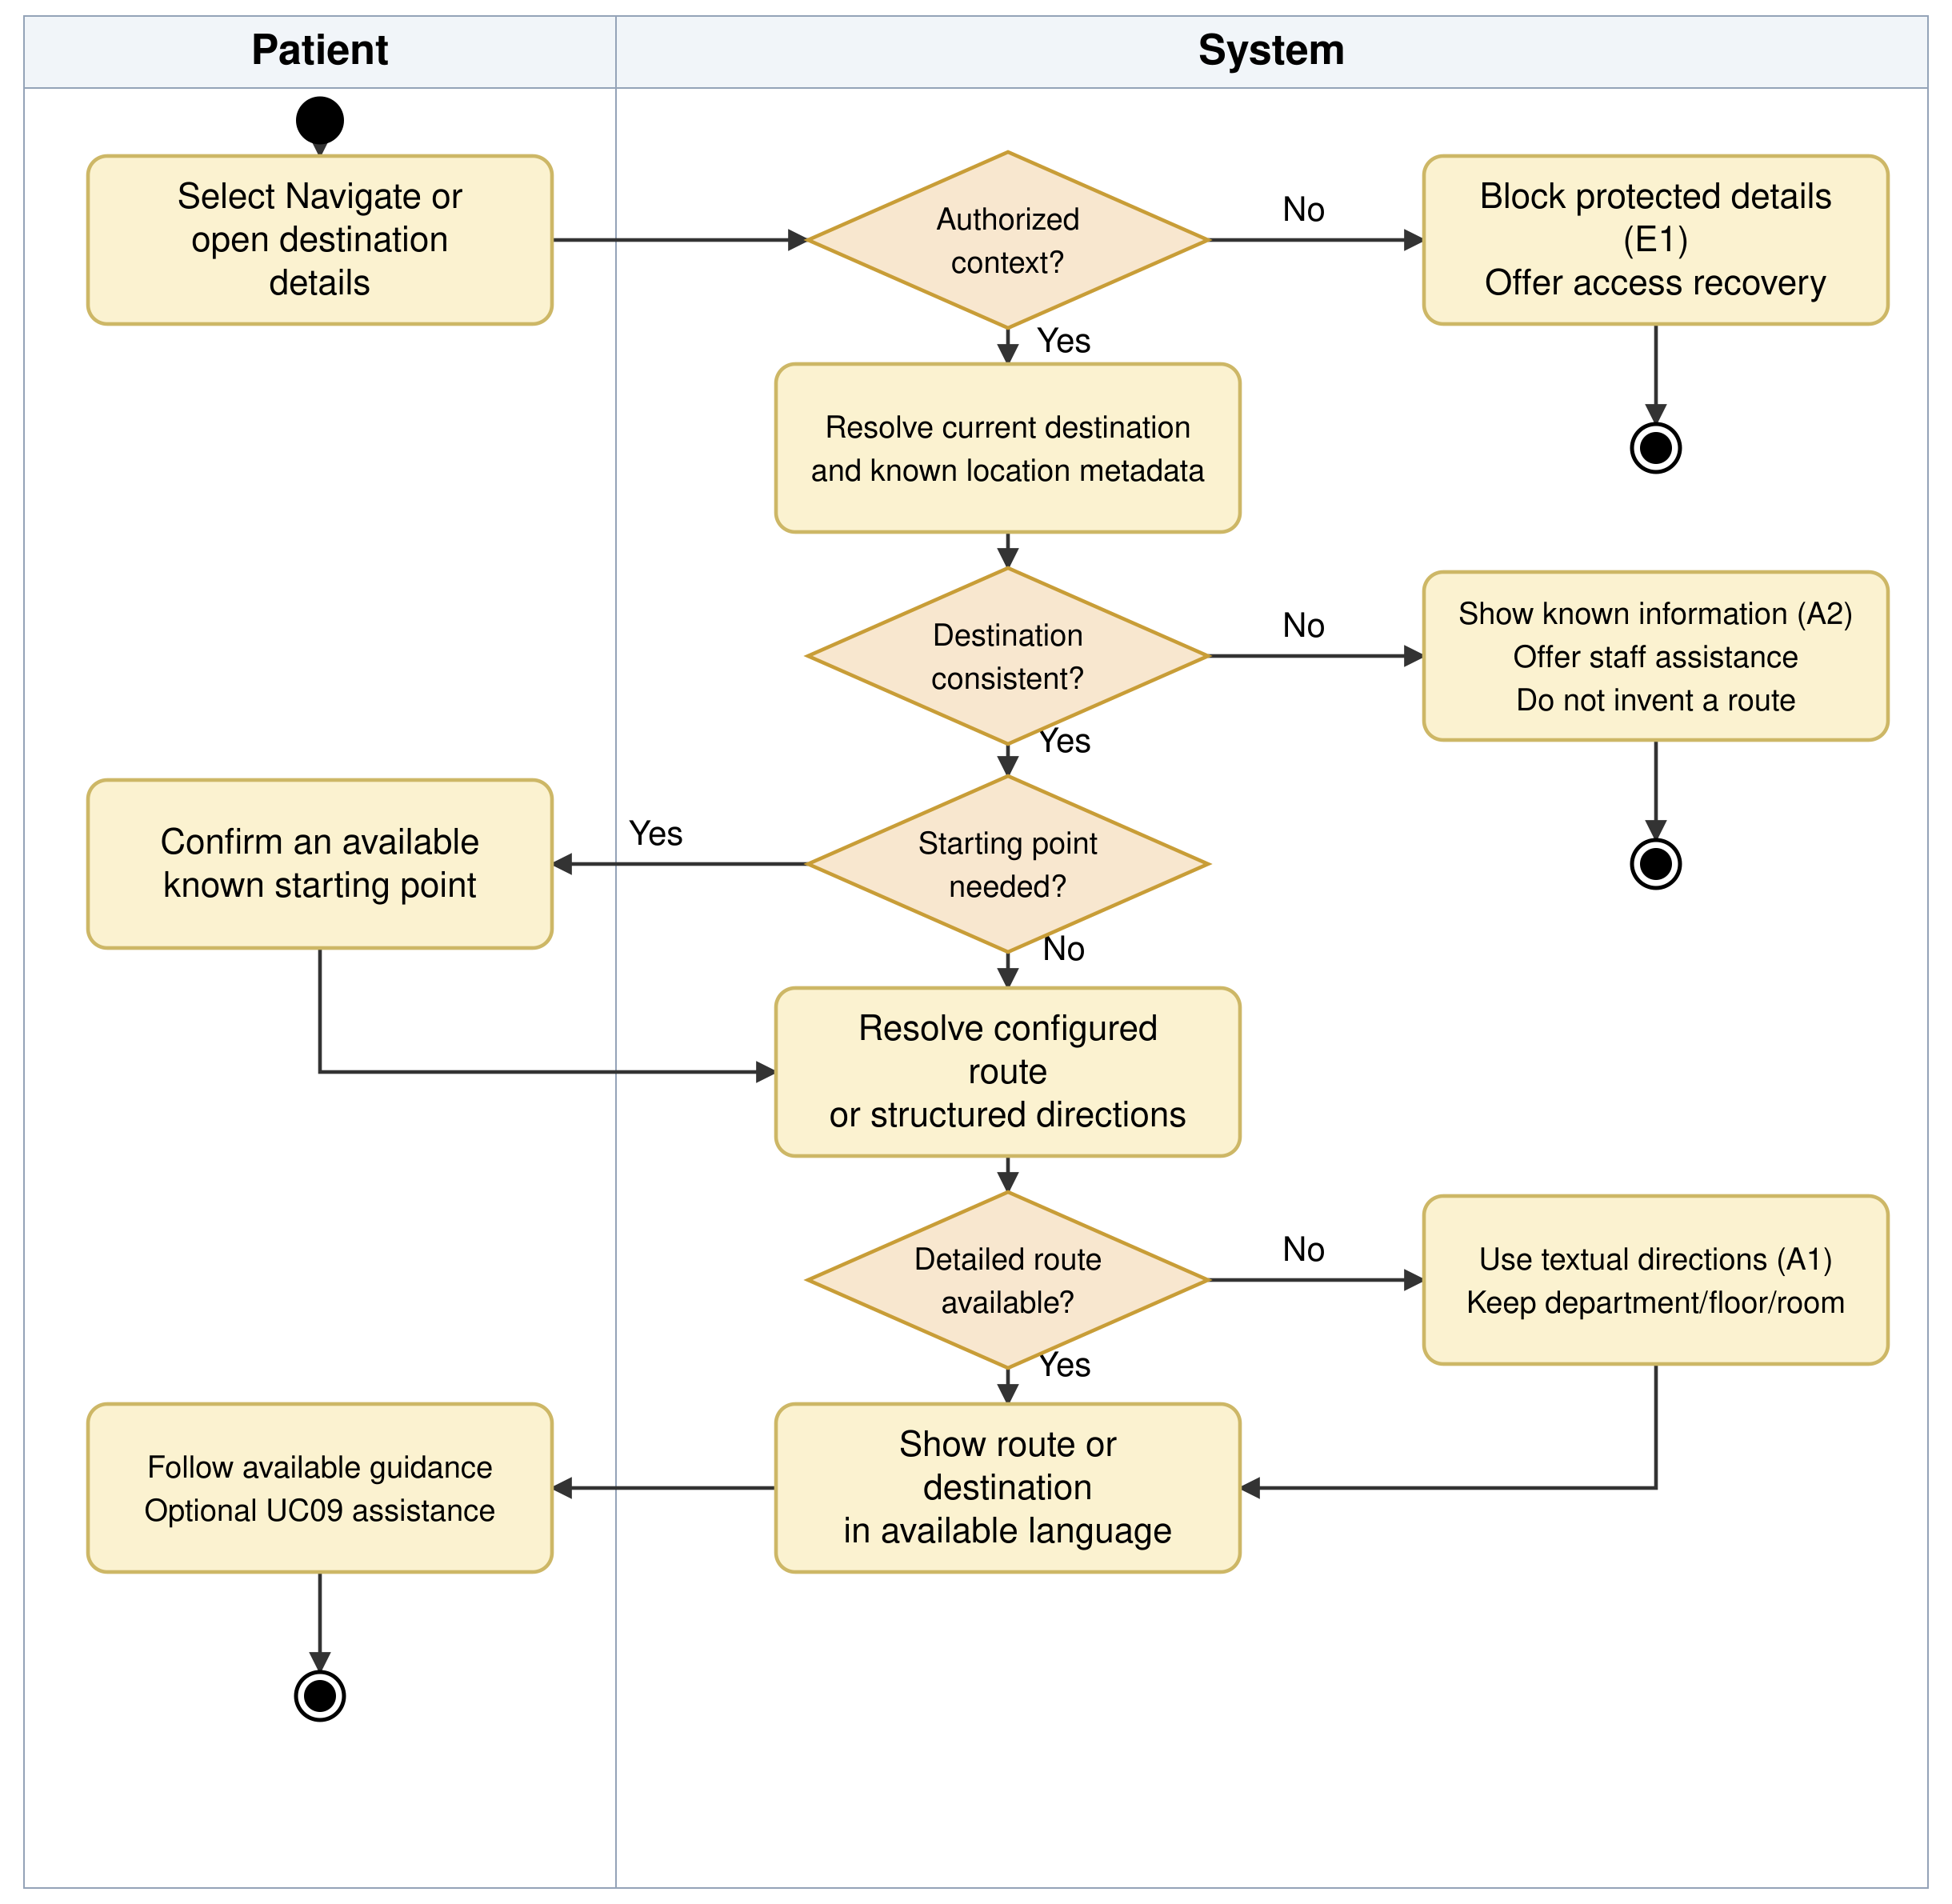 Patient
System
Select Navigate or
open destination
details
Authorized
context?
No
Block protected details
(E1)
Offer access recovery
Yes
Resolve current destination
and known location metadata
Destination
consistent?
No
Show known information (A2)
Offer staff assistance
Do not invent a route
Yes
Confirm an available
known starting point
Yes
Starting point
needed?
No
Resolve configured
route
or structured directions
Detailed route
available?
No
Use textual directions (A1)
Keep department/floor/room
Yes
Follow available guidance
Optional UC09 assistance
Show route or
destination
in available language